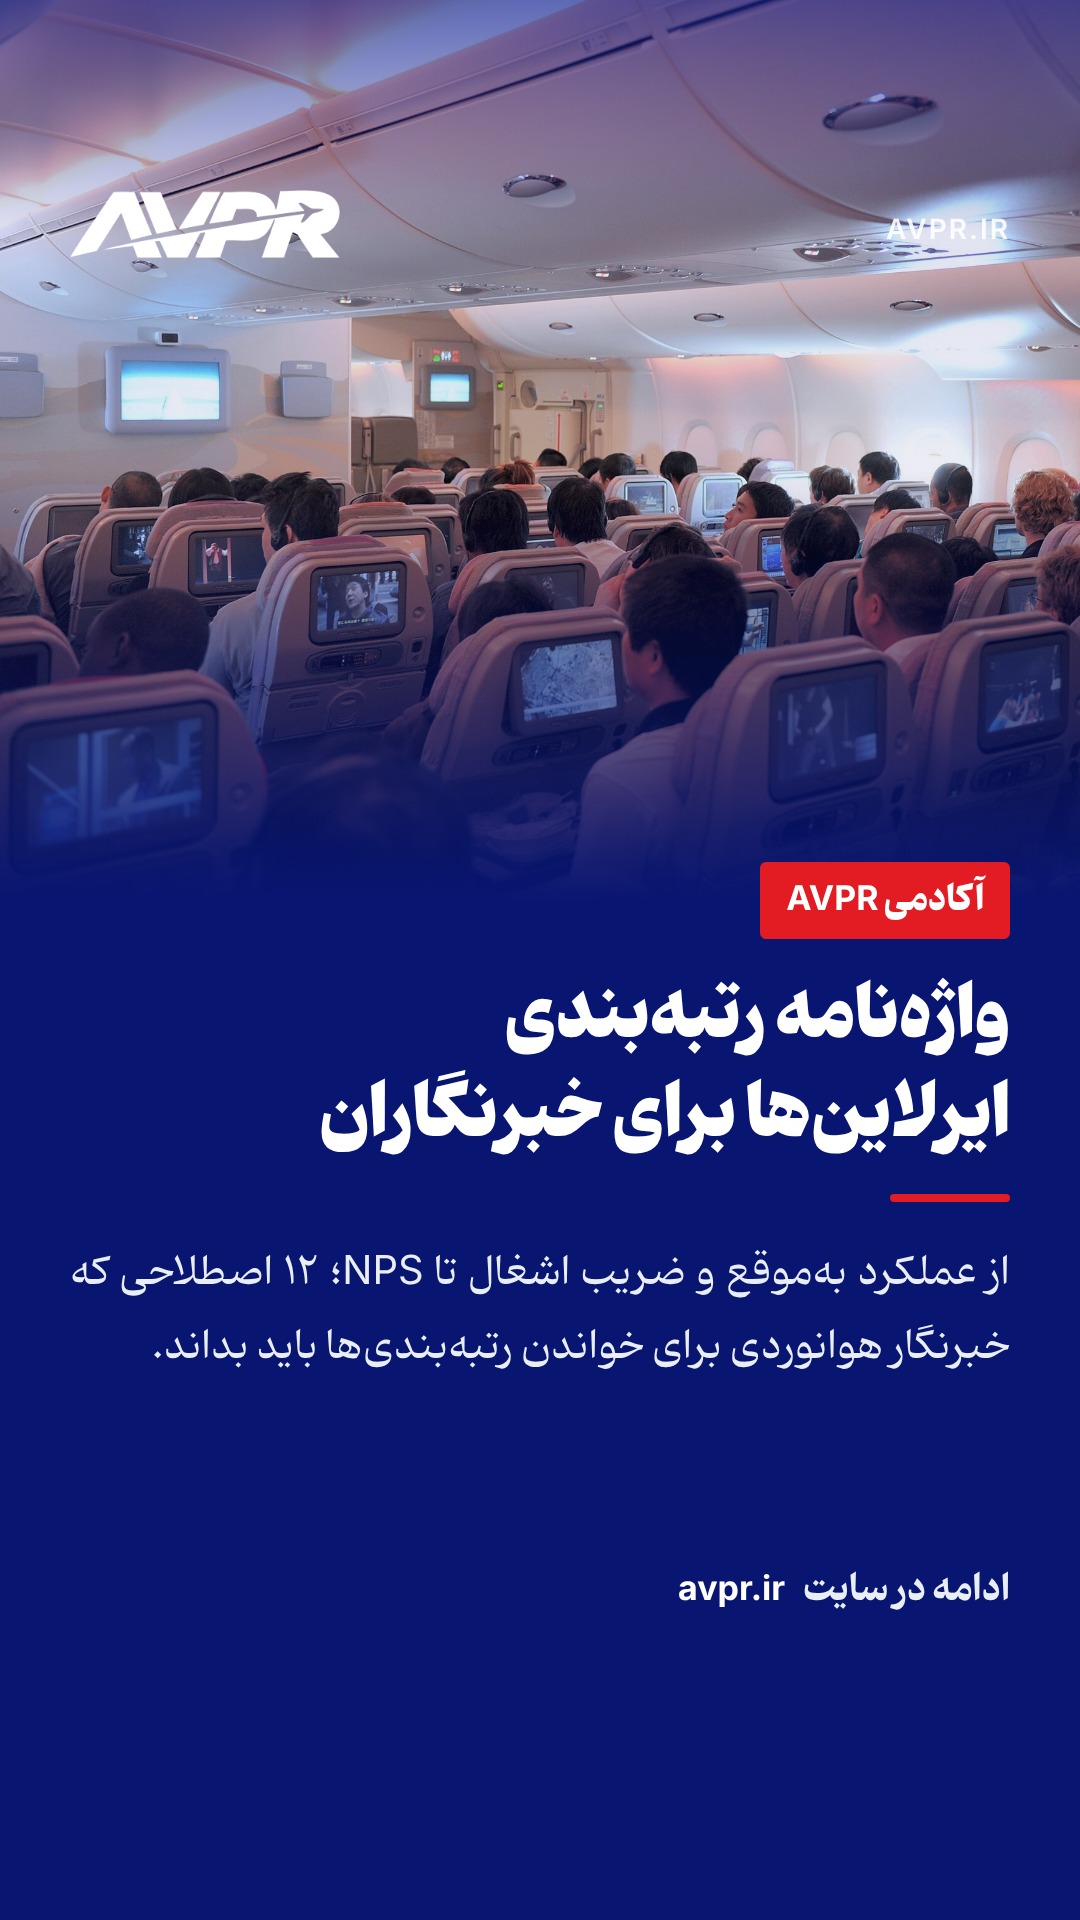 AVPR
AVPR.IR
آکادمی AVPR
واژه‌نامه رتبه‌بندی
ایرلاین‌ها برای خبرنگاران
از عملکرد به‌موقع و ضریب اشغال تا NPS؛ ۱۲ اصطلاحی که
خبرنگار هوانوردی برای خواندن رتبه‌بندی‌ها باید بداند.
ادامه در سایت avpr.ir